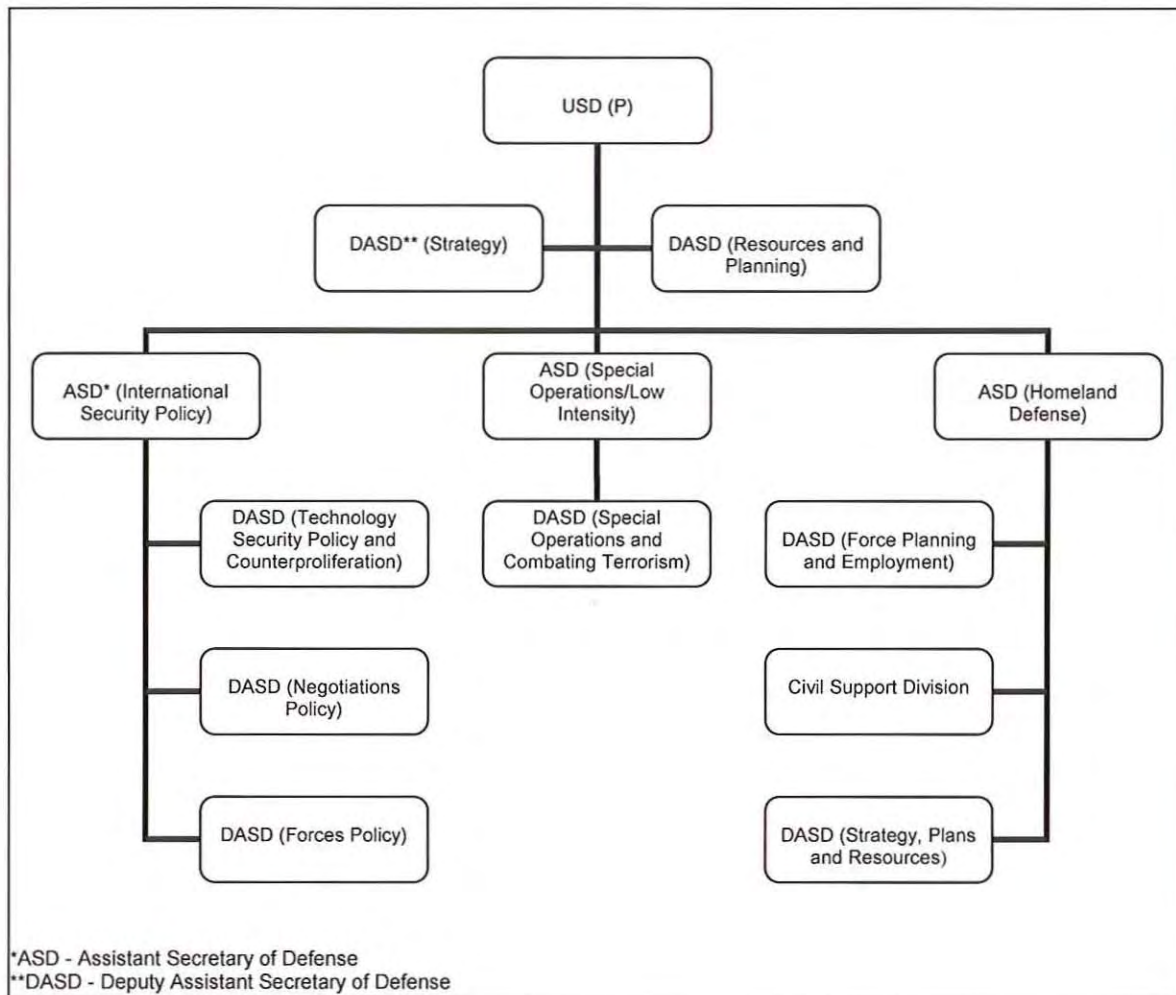 USD (P)
DASD** (Strategy)
DASD (Resources and
Planning)
ASD* (International
Security Policy)
ASD (Special
Operations/Low
Intensity)
ASD (Homeland
Defense)
DASD (Technology
Security Policy and
Counterproliferation)
DASD (Special
Operations and
Combating Terrorism)
DASD (Force Planning
and Employment)
DASD (Negotiations
Policy)
Civil Support Division
DASD (Forces Policy)
DASD (Strategy, Plans
and Resources)
*ASD - Assistant Secretary of Defense
**DASD - Deputy Assistant Secretary of Defense